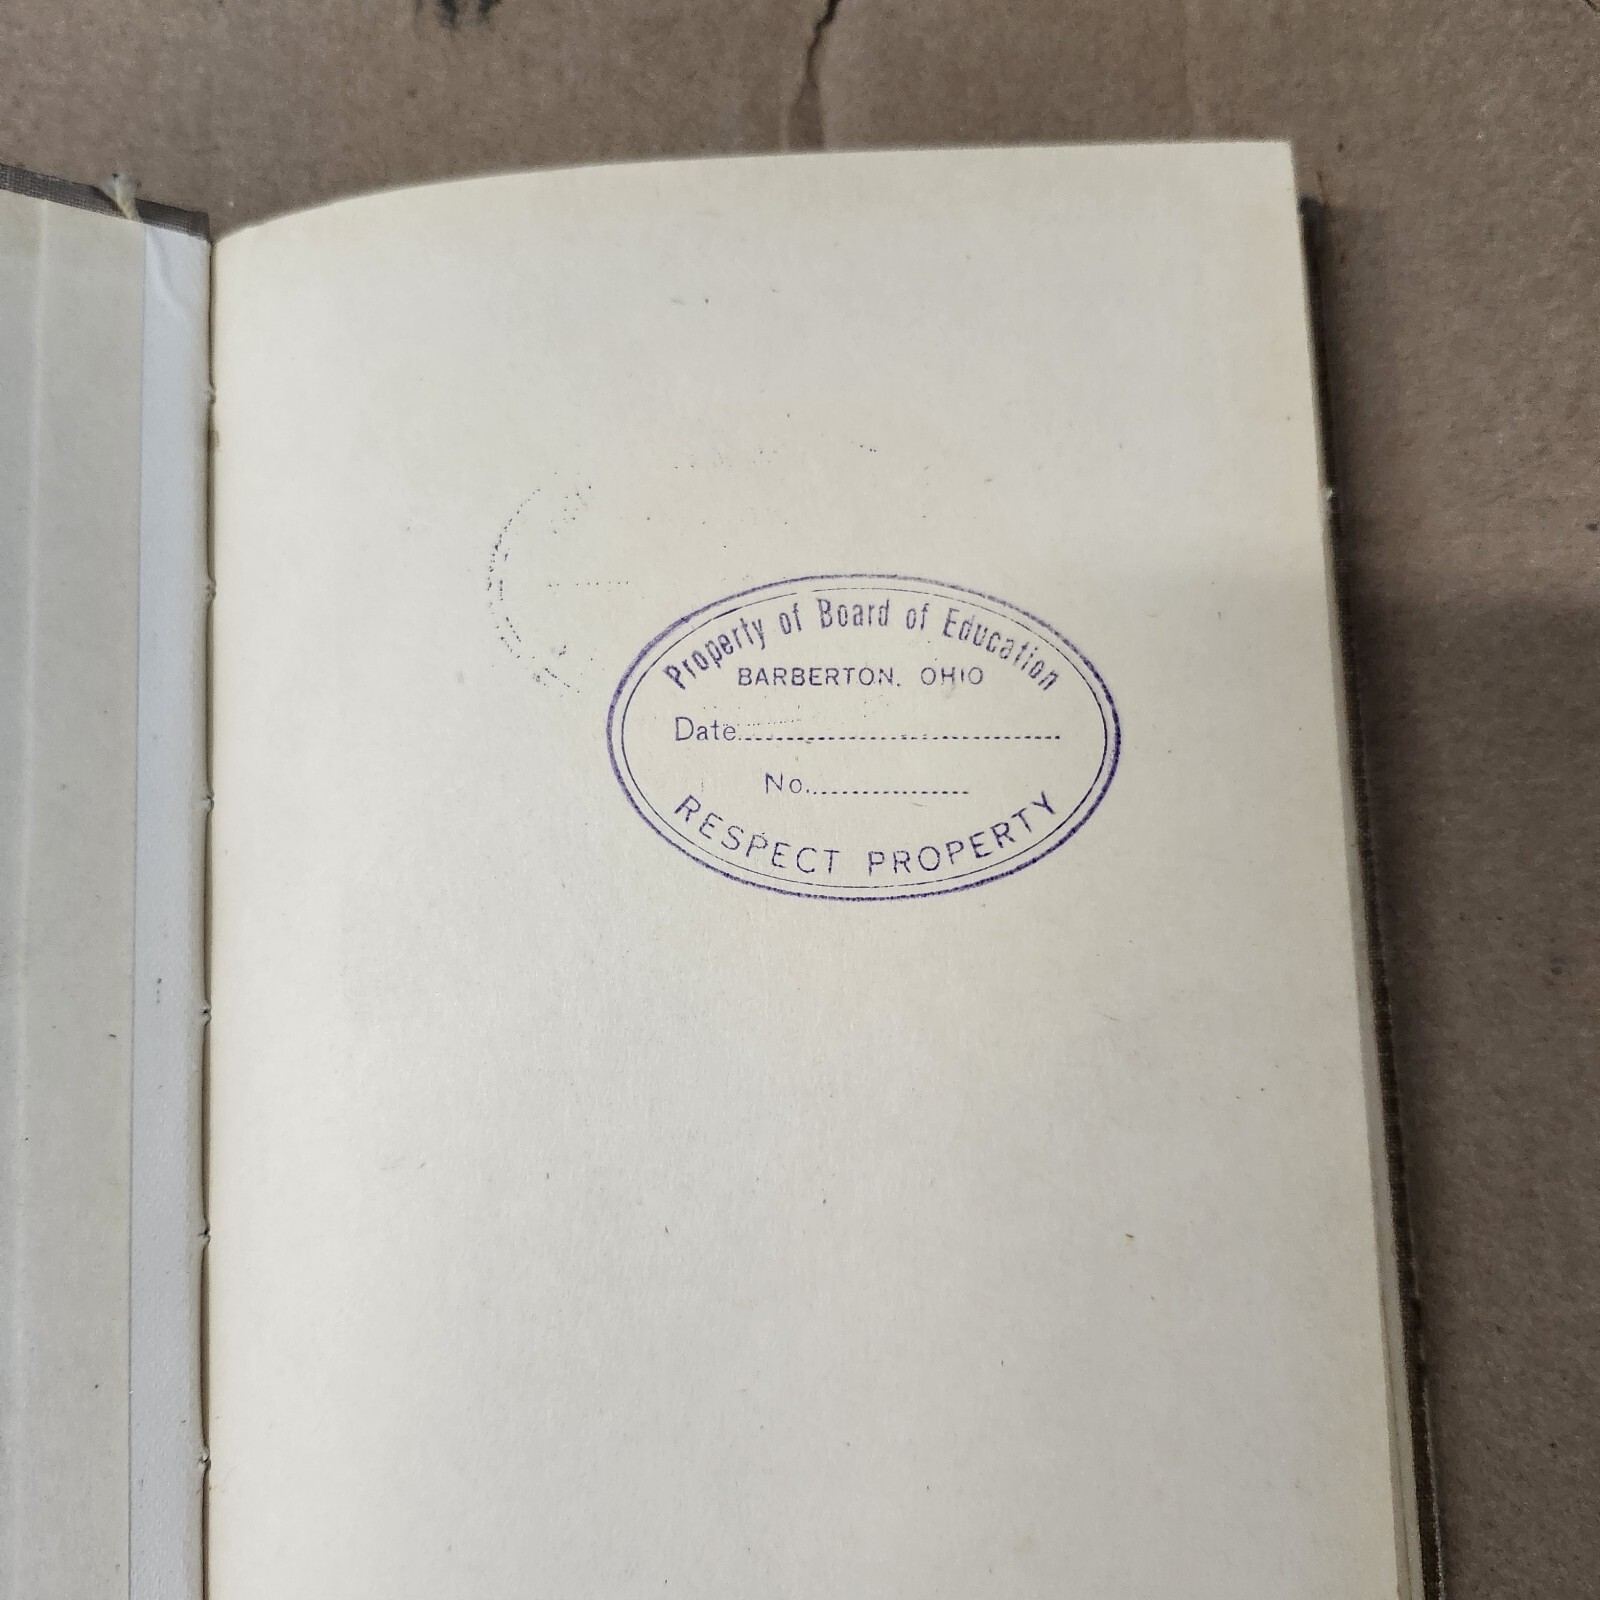 Property of Board of Education
BARBERTON. OHIO
Date
No.
RESPECT PROPERTY